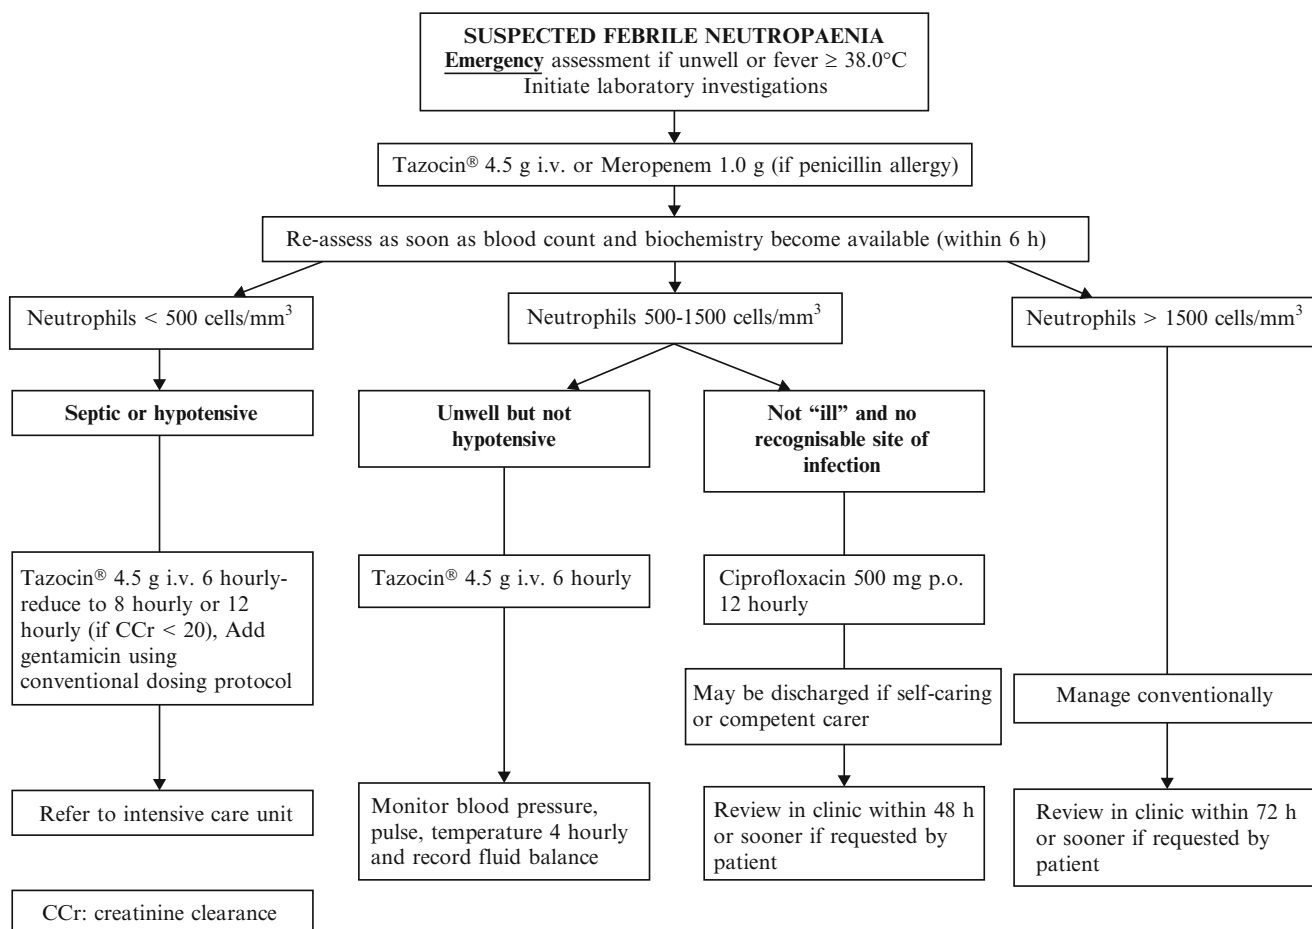 SUSPECTED FEBRILE NEUTROPAENIA
Emergency assessment if unwell or fever ≥ 38.0°C
Initiate laboratory investigations
Tazocin® 4.5 g i.v. or Meropenem 1.0 g (if penicillin allergy)
Re-assess as soon as blood count and biochemistry become available (within 6 h)
Neutrophils < 500 cells/mm³
Neutrophils 500-1500 cells/mm³
Neutrophils > 1500 cells/mm³
Septic or hypotensive
Unwell but not
hypotensive
Not “ill” and no
recognisable site of
infection
Tazocin® 4.5 g i.v. 6 hourly-
reduce to 8 hourly or 12
hourly (if CCr < 20), Add
gentamicin using
conventional dosing protocol
Tazocin® 4.5 g i.v. 6 hourly
Ciprofloxacin 500 mg p.o.
12 hourly
May be discharged if self-caring
or competent carer
Manage conventionally
Refer to intensive care unit
Monitor blood pressure,
pulse, temperature 4 hourly
and record fluid balance
Review in clinic within 48 h
or sooner if requested by
patient
Review in clinic within 72 h
or sooner if requested by
patient
CCr: creatinine clearance